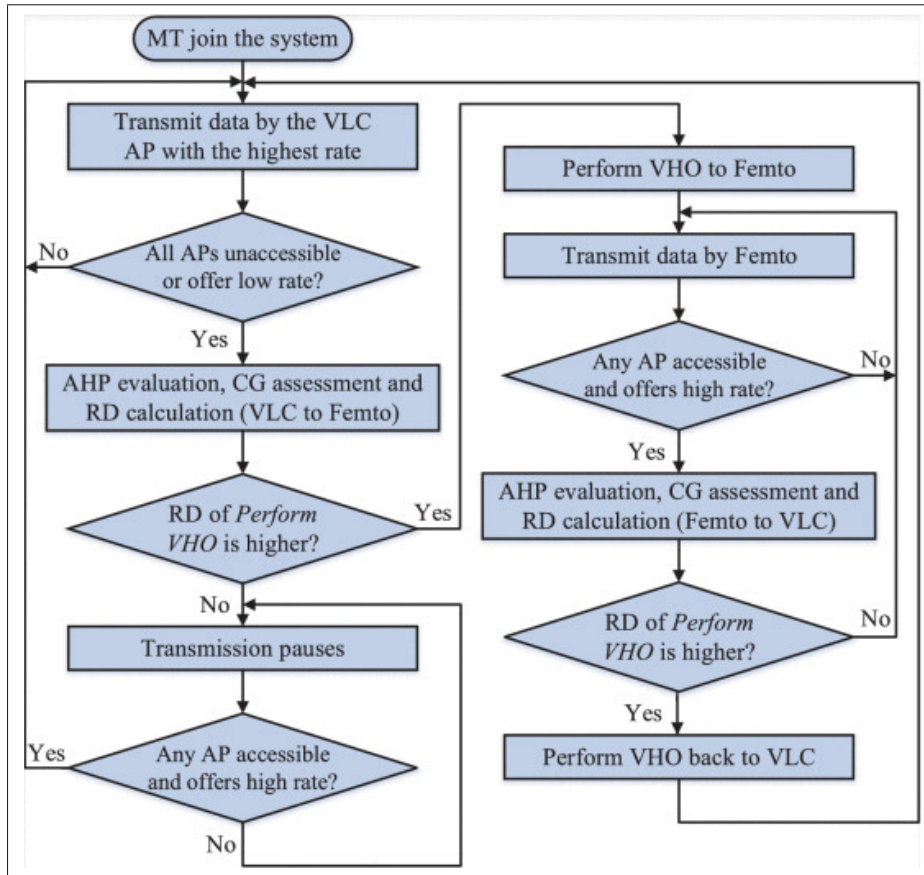 MT join the system
Transmit data by the VLC
AP with the highest rate
All APs unaccessible
or offer low rate?
No
Yes
AHP evaluation, CG assessment and
RD calculation (VLC to Femto)
RD of Perform
VHO is higher?
Yes
No
Transmission pauses
Any AP accessible
and offers high rate?
Yes
No
Perform VHO to Femto
Transmit data by Femto
Any AP accessible
and offers high rate?
No
Yes
AHP evaluation, CG assessment and
RD calculation (Femto to VLC)
RD of Perform
VHO is higher?
No
Yes
Perform VHO back to VLC